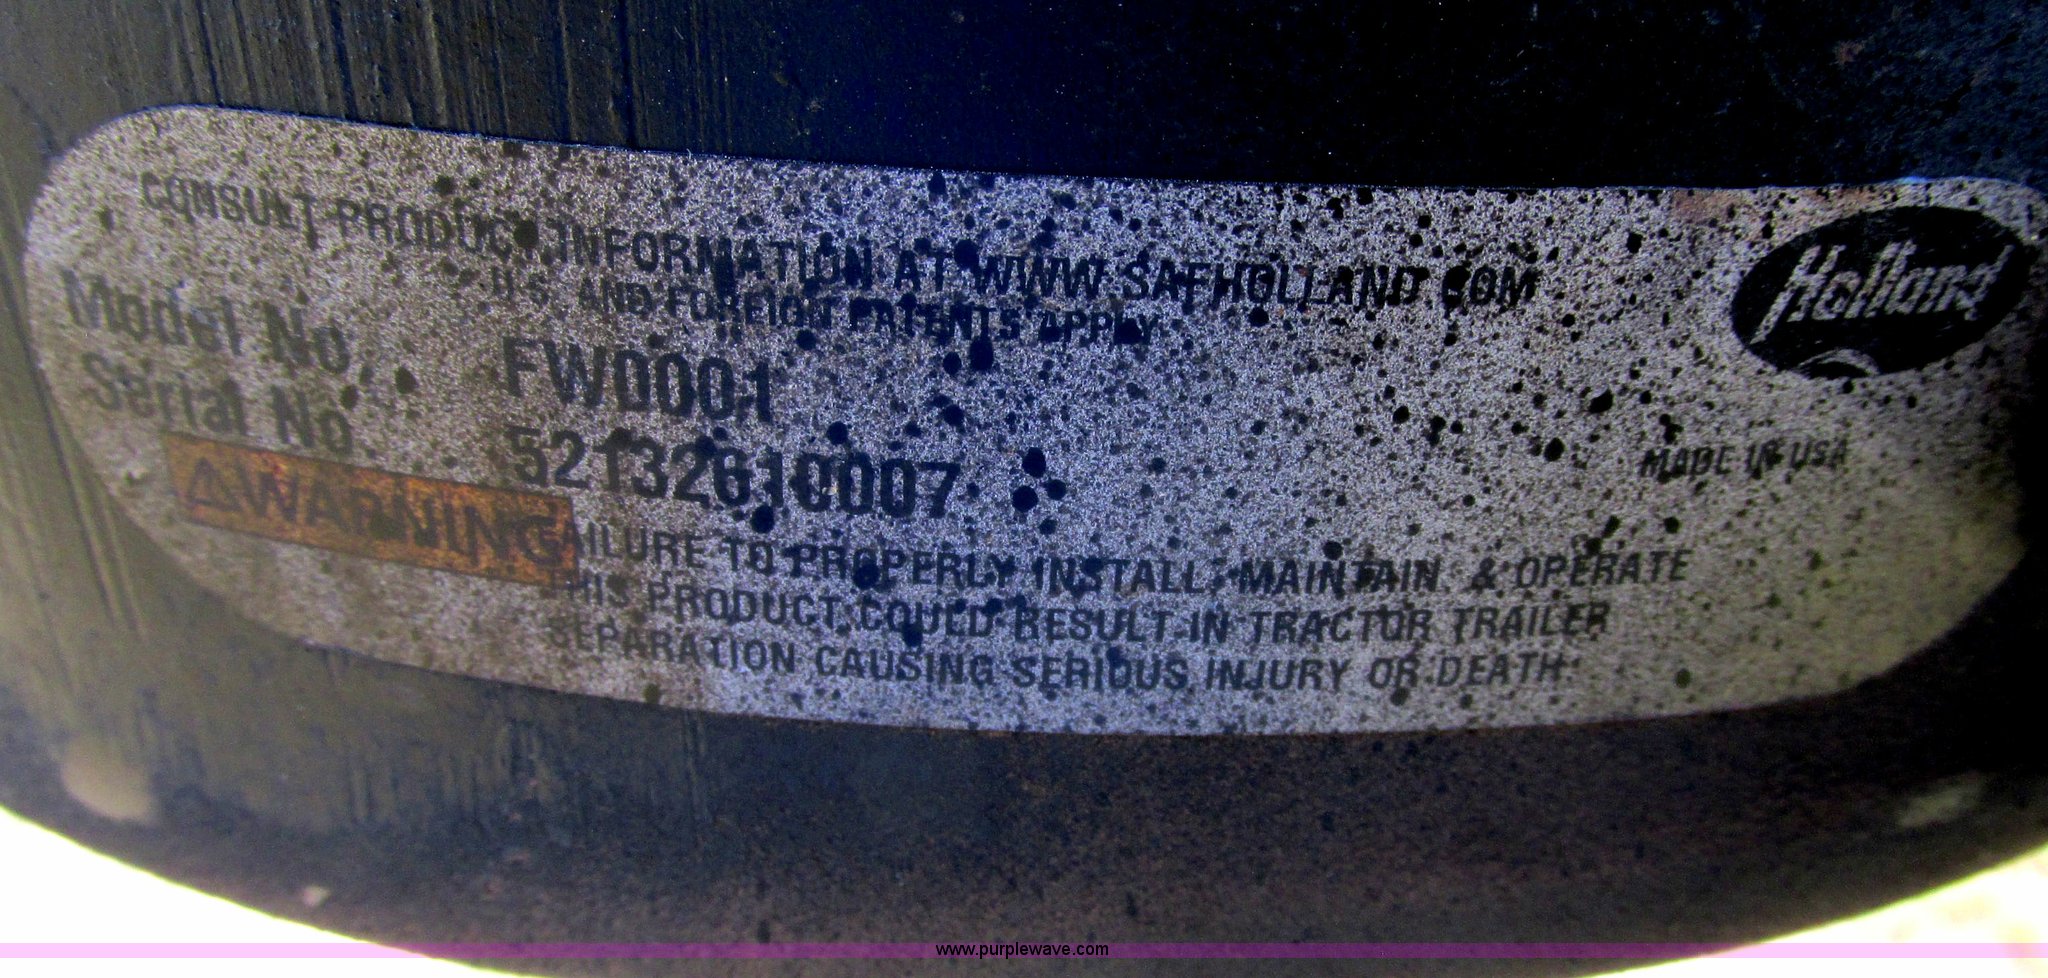 CONSULT PRODUCT INFORMATION AT WWW.SAFHOLLAND.COM
U.S. AND FOREIGN PATENTS APPLY
Holland
Model No. FW0001
Serial No 52132610007
MADE IN USA
⚠WARNING FAILURE TO PROPERLY INSTALL, MAINTAIN & OPERATE
THIS PRODUCT COULD RESULT IN TRACTOR TRAILER
SEPARATION CAUSING SERIOUS INJURY OR DEATH.
www.purplewave.com